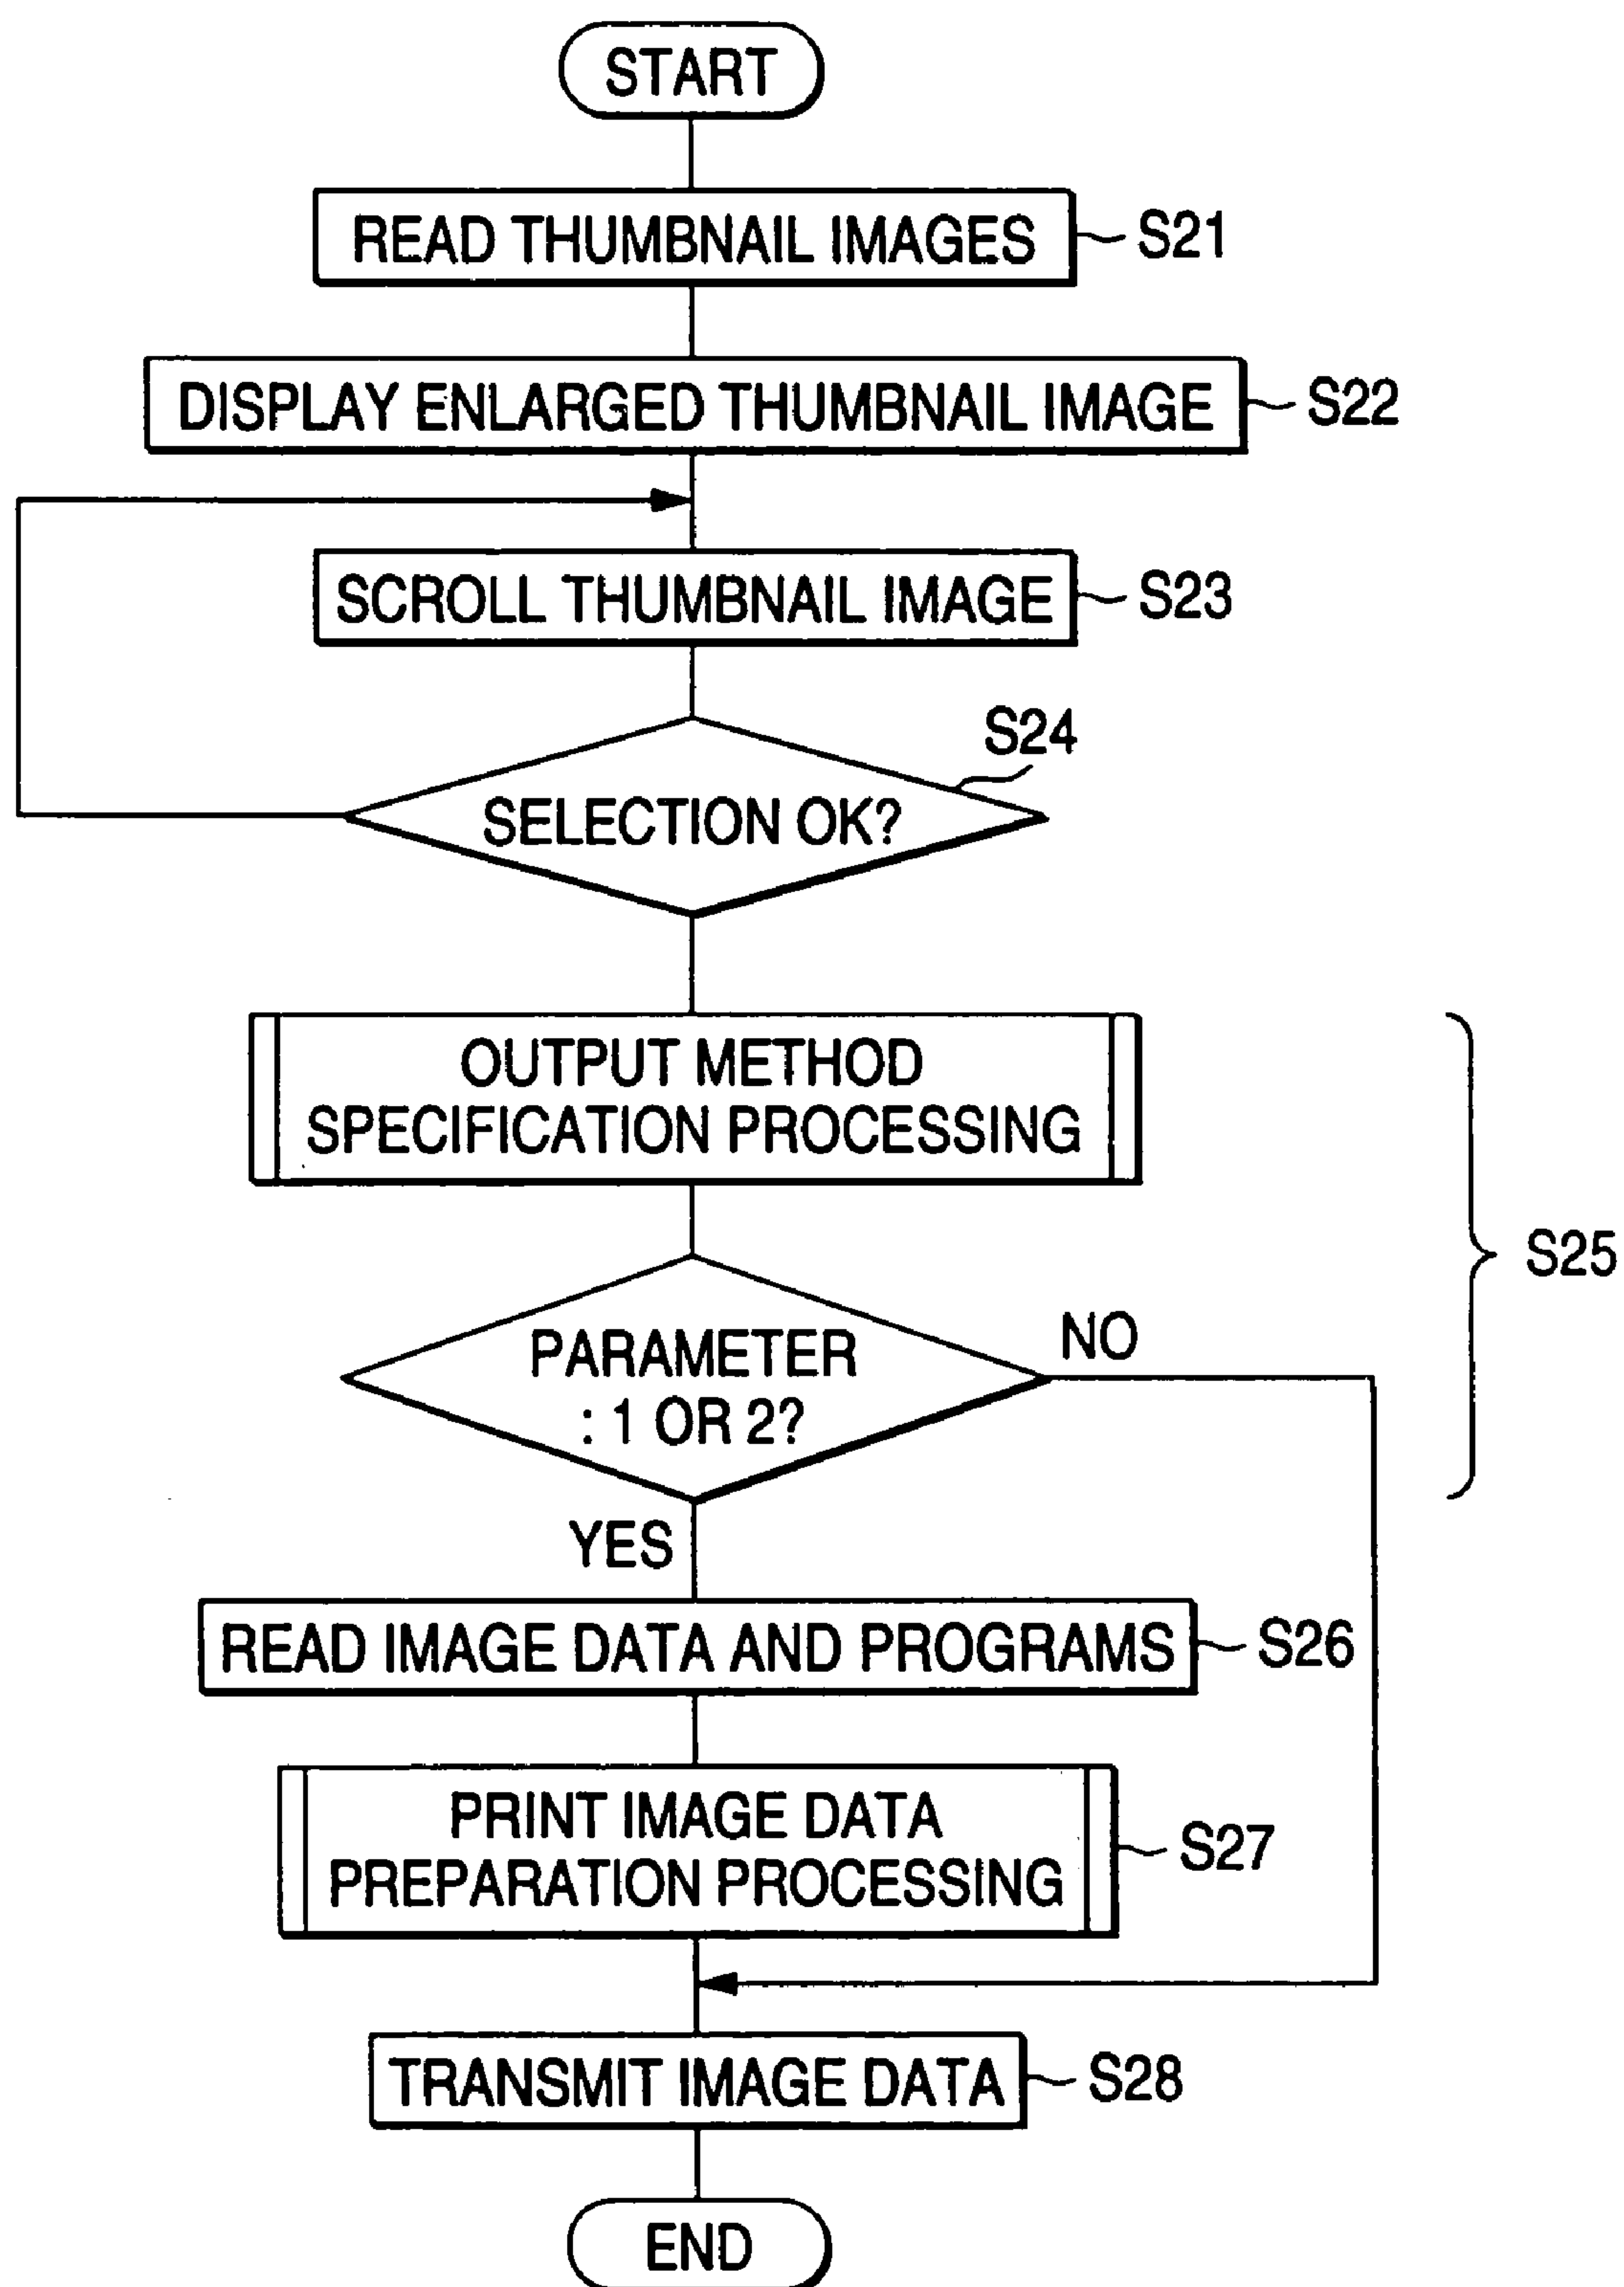 START
READ THUMBNAIL IMAGES
S21
DISPLAY ENLARGED THUMBNAIL IMAGE
S22
SCROLL THUMBNAIL IMAGE
S23
S24
SELECTION OK?
OUTPUT METHOD
SPECIFICATION PROCESSING
S25
PARAMETER
: 1 OR 2?
NO
YES
READ IMAGE DATA AND PROGRAMS
S26
PRINT IMAGE DATA
PREPARATION PROCESSING
S27
TRANSMIT IMAGE DATA
S28
END